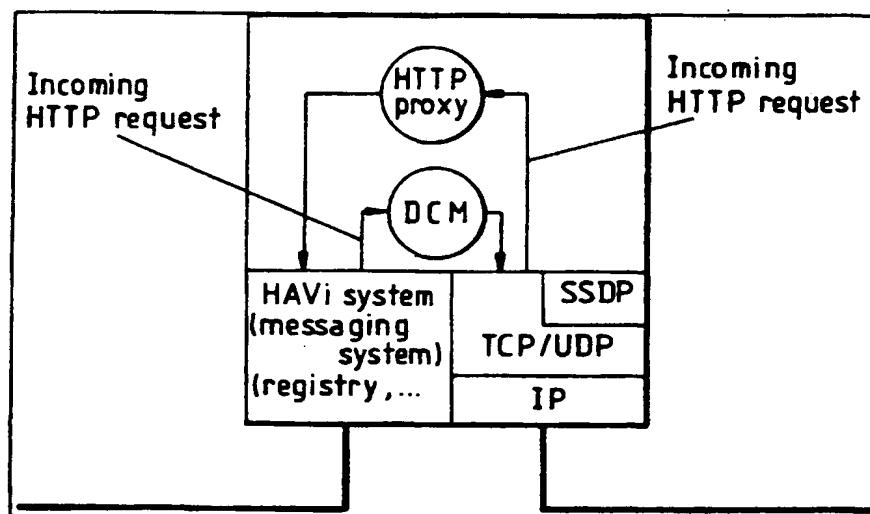 Incoming
HTTP request
HTTP
proxy
Incoming
HTTP request
DCM
HAVi system
(messaging
system)
(registry,...
SSDP
TCP/UDP
IP